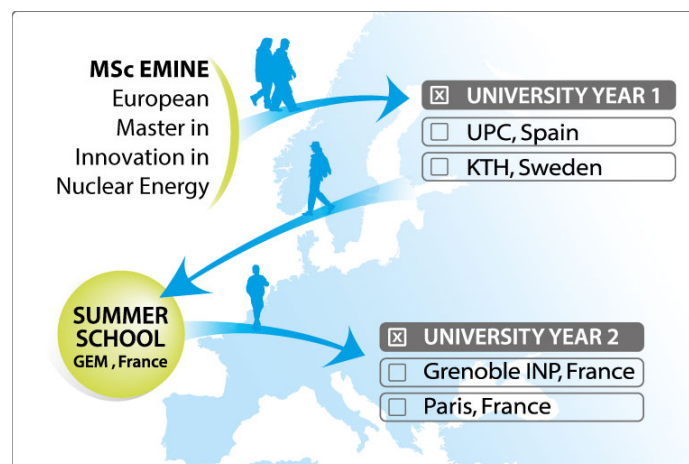 MSc EMINE
European
Master in
Innovation in
Nuclear Energy
UNIVERSITY YEAR 1
UPC, Spain
KTH, Sweden
SUMMER
SCHOOL
GEM , France
UNIVERSITY YEAR 2
Grenoble INP, France
Paris, France